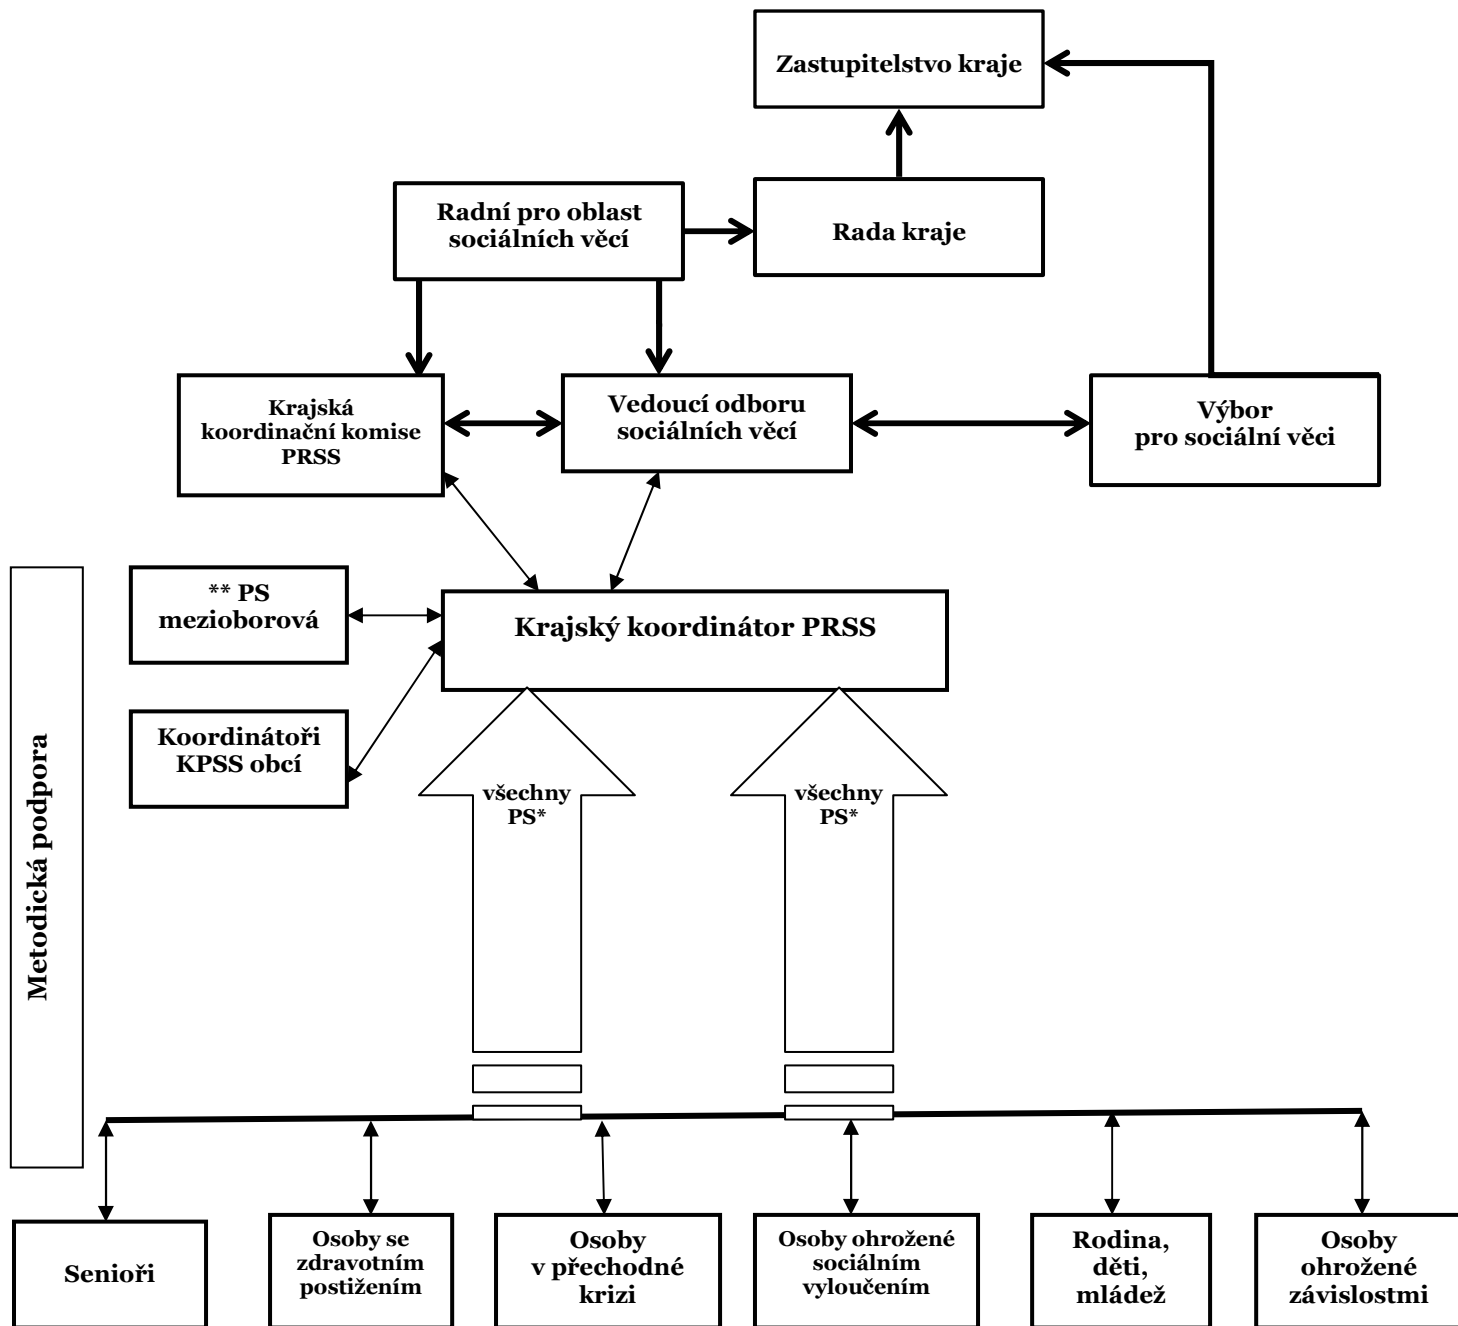 Zastupitelstvo kraje
Radní pro oblast
sociálních věcí
Rada kraje
Krajská
koordinační komise
PRSS
Vedoucí odboru
sociálních věcí
Výbor
pro sociální věci
** PS
mezioborová
Krajský koordinátor PRSS
Koordinátoři
KPSS obcí
všechny
PS*
všechny
PS*
Metodická podpora
Senioři
Osoby se
zdravotním
postižením
Osoby
v přechodné
krizi
Osoby ohrožené
sociálním
vyloučením
Rodina,
děti,
mládež
Osoby
ohrožené
závislostmi